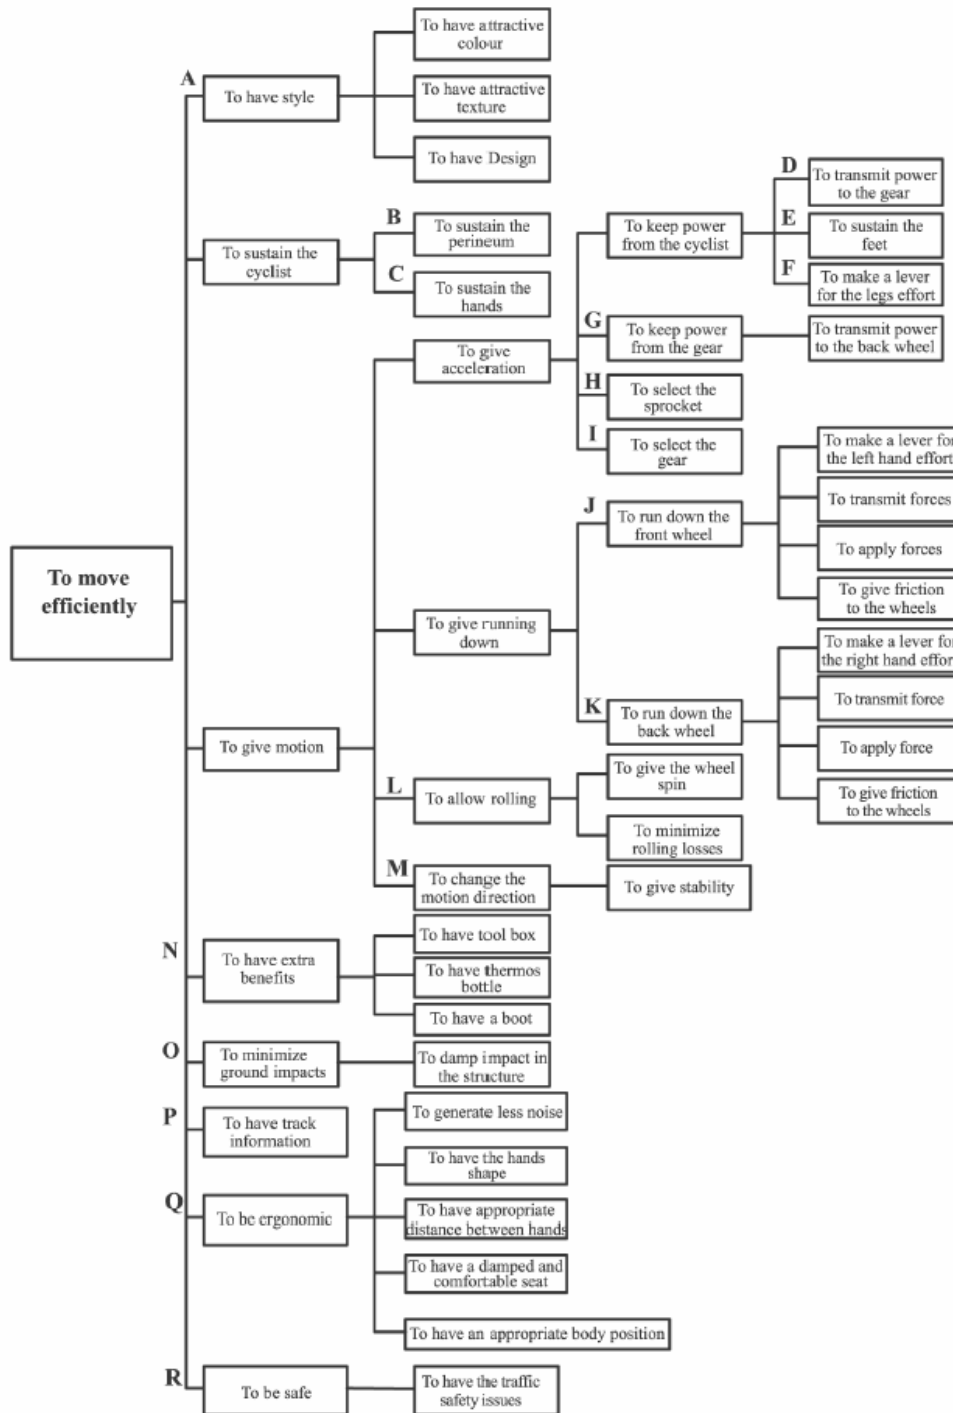 To have attractive
colour
A
To have style
To have attractive
texture
To have Design
B
To sustain the
perineum
To sustain the
cyclist
C
To sustain the
hands
To keep power
from the cyclist
D
To transmit power
to the gear
E
To sustain the
feet
F
To make a lever
for the legs effort
To give
acceleration
G
To keep power
from the gear
To transmit power
to the back wheel
H
To select the
sprocket
I
To select the
gear
To move
efficiently
To give motion
To give running
down
J
To run down the
front wheel
To make a lever for
the left hand effort
To transmit forces
To apply forces
To give friction
to the wheels
K
To run down the
back wheel
To make a lever for
the right hand effort
To transmit force
To apply force
To give friction
to the wheels
L
To allow rolling
To give the wheel
spin
To minimize
rolling losses
M
To change the
motion direction
To give stability
N
To have extra
benefits
To have tool box
To have thermos
bottle
To have a boot
O
To minimize
ground impacts
To damp impact in
the structure
P
To have track
information
Q
To be ergonomic
To generate less noise
To have the hands
shape
To have appropriate
distance between hands
To have a damped and
comfortable seat
To have an appropriate body position
R
To be safe
To have the traffic
safety issues